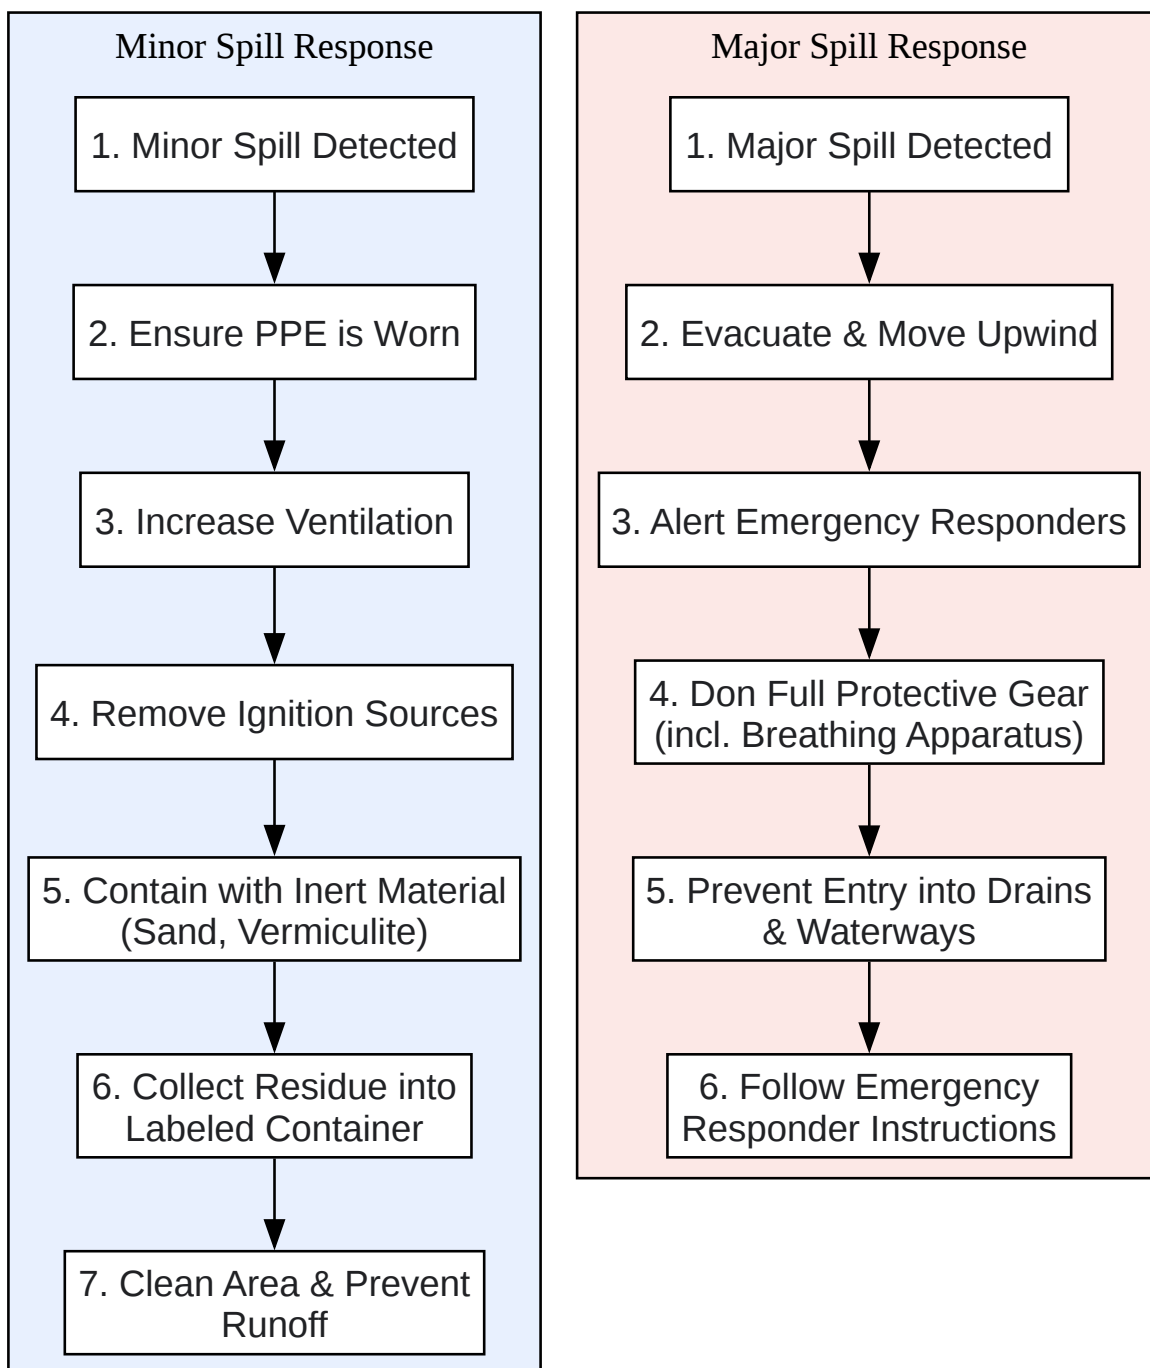 Minor Spill Response
1. Minor Spill Detected
2. Ensure PPE is Worn
3. Increase Ventilation
4. Remove Ignition Sources
5. Contain with Inert Material
(Sand, Vermiculite)
6. Collect Residue into
Labeled Container
7. Clean Area & Prevent
Runoff
Major Spill Response
1. Major Spill Detected
2. Evacuate & Move Upwind
3. Alert Emergency Responders
4. Don Full Protective Gear
(incl. Breathing Apparatus)
5. Prevent Entry into Drains
& Waterways
6. Follow Emergency
Responder Instructions